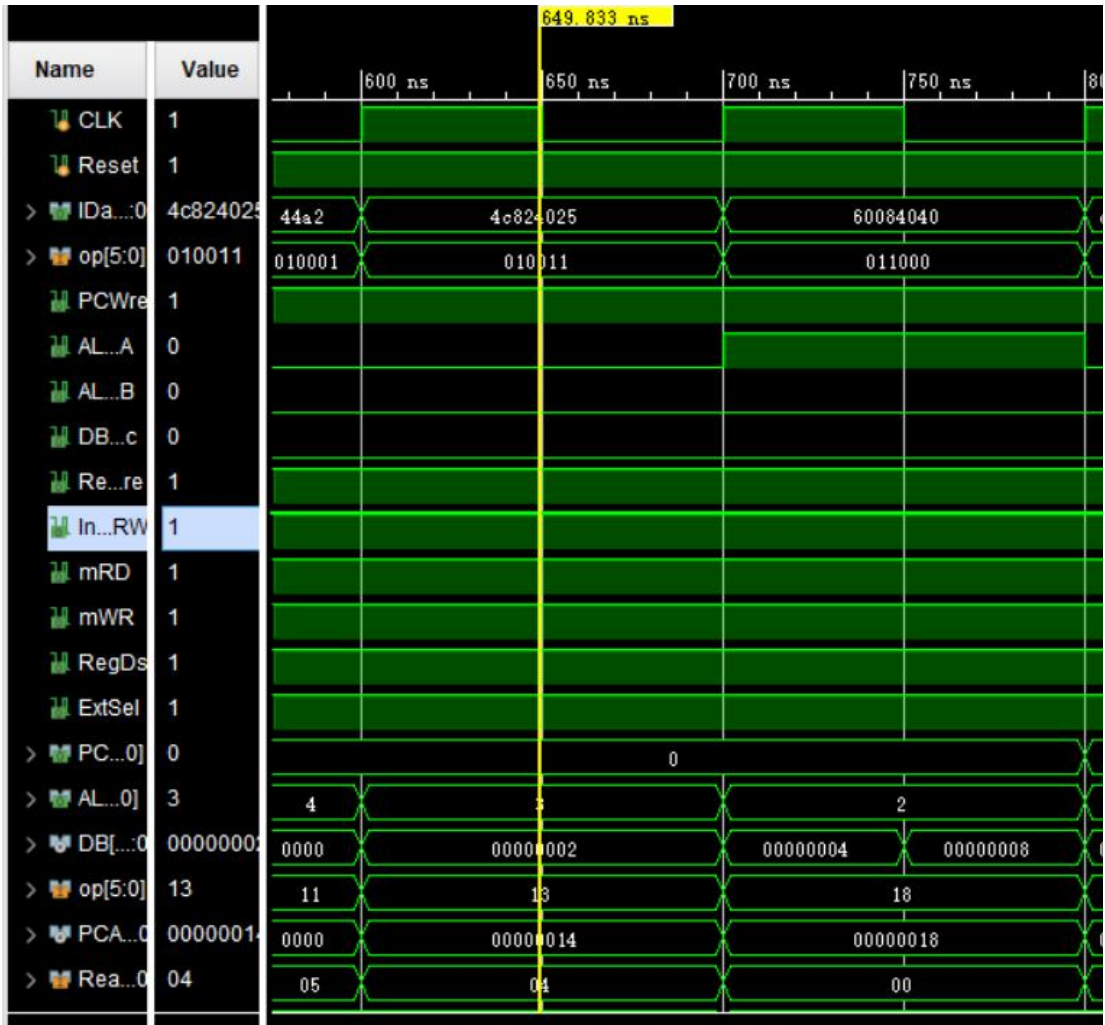 649.833 ns
Name Value
600 ns 650 ns 700 ns 750 ns 80
CLK 1
Reset 1
IDa...:0 4c824025 44a2 4c824025 60084040
op[5:0] 010011 010001 010011 011000
PCWre 1
AL...A 0
AL...B 0
DB...c 0
Re...re 1
In...RW 1
mRD 1
mWR 1
RegDs 1
ExtSel 1
PC...0] 0 0
AL...0] 3 4 3 2
DB[...:0 00000002 0000 00000002 00000004 00000008
op[5:0] 13 11 13 18
PCA...0 00000014 0000 00000014 00000018
Rea...0 04 05 04 00